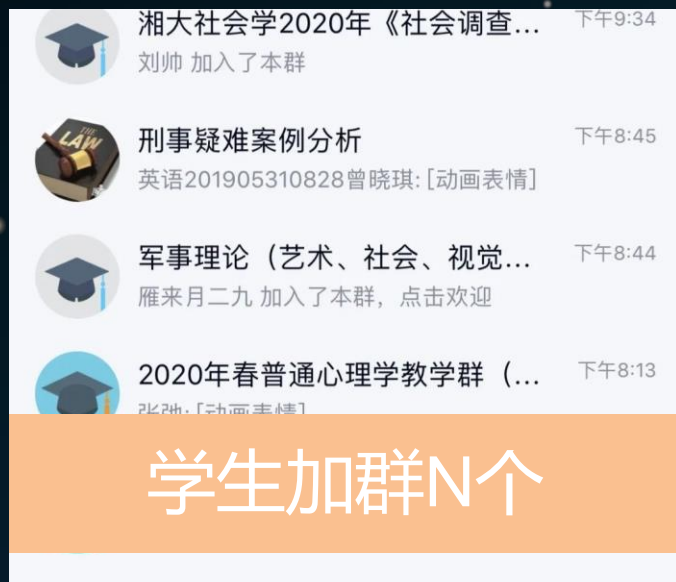 湘大社会学2020年《社会调查... 下午9:34
刘帅 加入了本群
刑事疑难案例分析 下午8:45
英语201905310828曾晓琪: [动画表情]
军事理论（艺术、社会、视觉... 下午8:44
雁来月二九 加入了本群，点击欢迎
2020年春普通心理学教学群（... 下午8:13
张弛: [动画表情]
学生加群N个
THE LAW